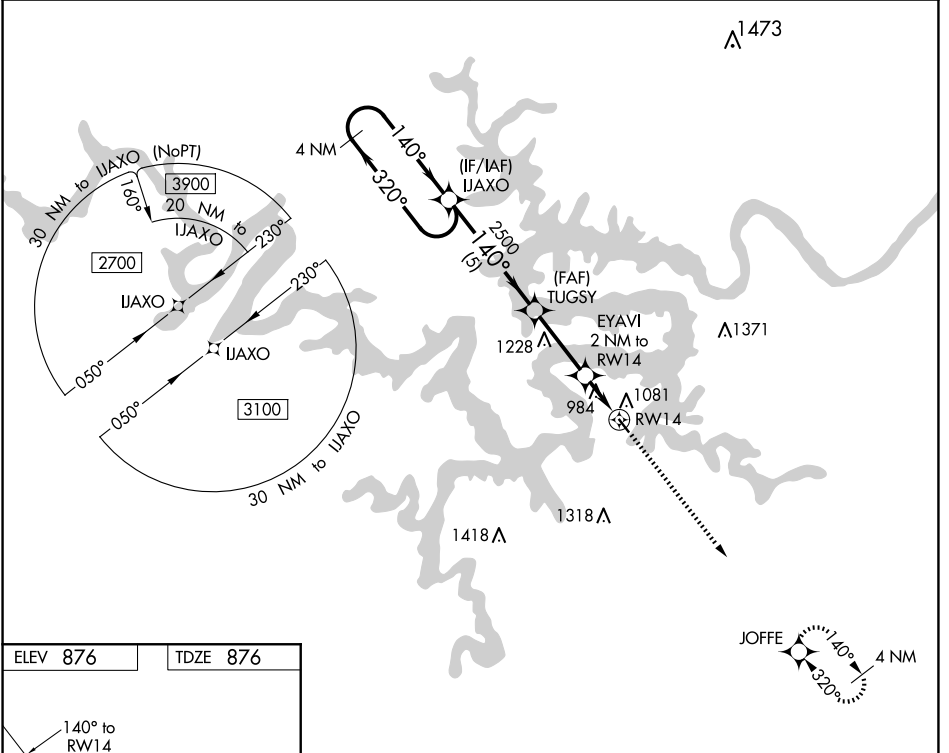 1473
4 NM
140°
320°
(IF/IAF)
IJAXO
2500
140°
(5)
(FAF)
TUGSY
1228
EYAVI
2 NM to
RW14
1371
984
1081
RW14
1318
1418
30 NM to IJAXO (NoPT)
3900
160°
20 NM to
IJAXO
230°
2700
IJAXO
050°
230°
IJAXO
050°
3100
30 NM to IJAXO
JOFFE
140°
4 NM
320°
ELEV 876
TDZE 876
140° to
RW14